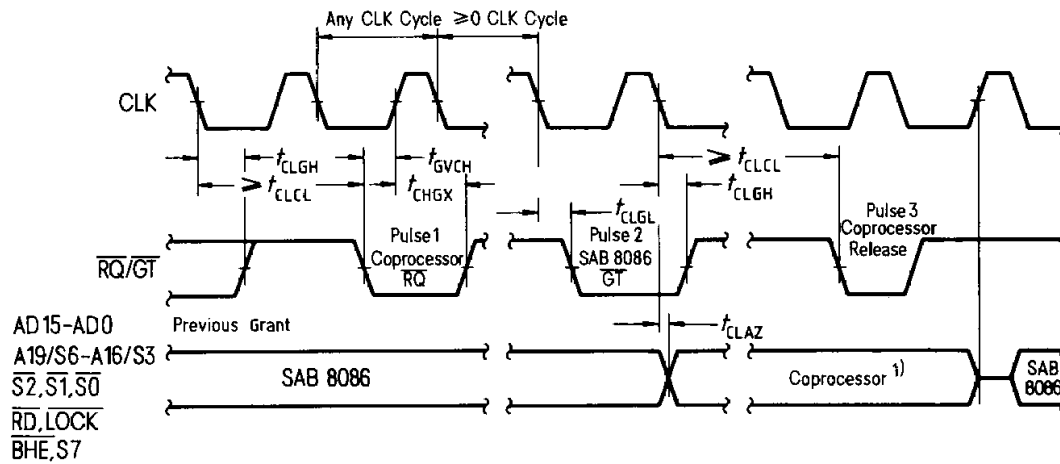 Any CLK Cycle ≥0 CLK Cycle
CLK
tCLGH
tGVCH
≥ tCLCL
tCLCL
tCHGX
tCLGH
tCLGL
Pulse 1
Coprocessor
RQ
Pulse 2
SAB 8086
GT
Pulse 3
Coprocessor
Release
RQ/GT
Previous Grant
tCLAZ
AD15-AD0
A19/S6-A16/S3
S2,S1,S0
RD,LOCK
BHE,S7
SAB 8086
Coprocessor 1)
SAB
8086